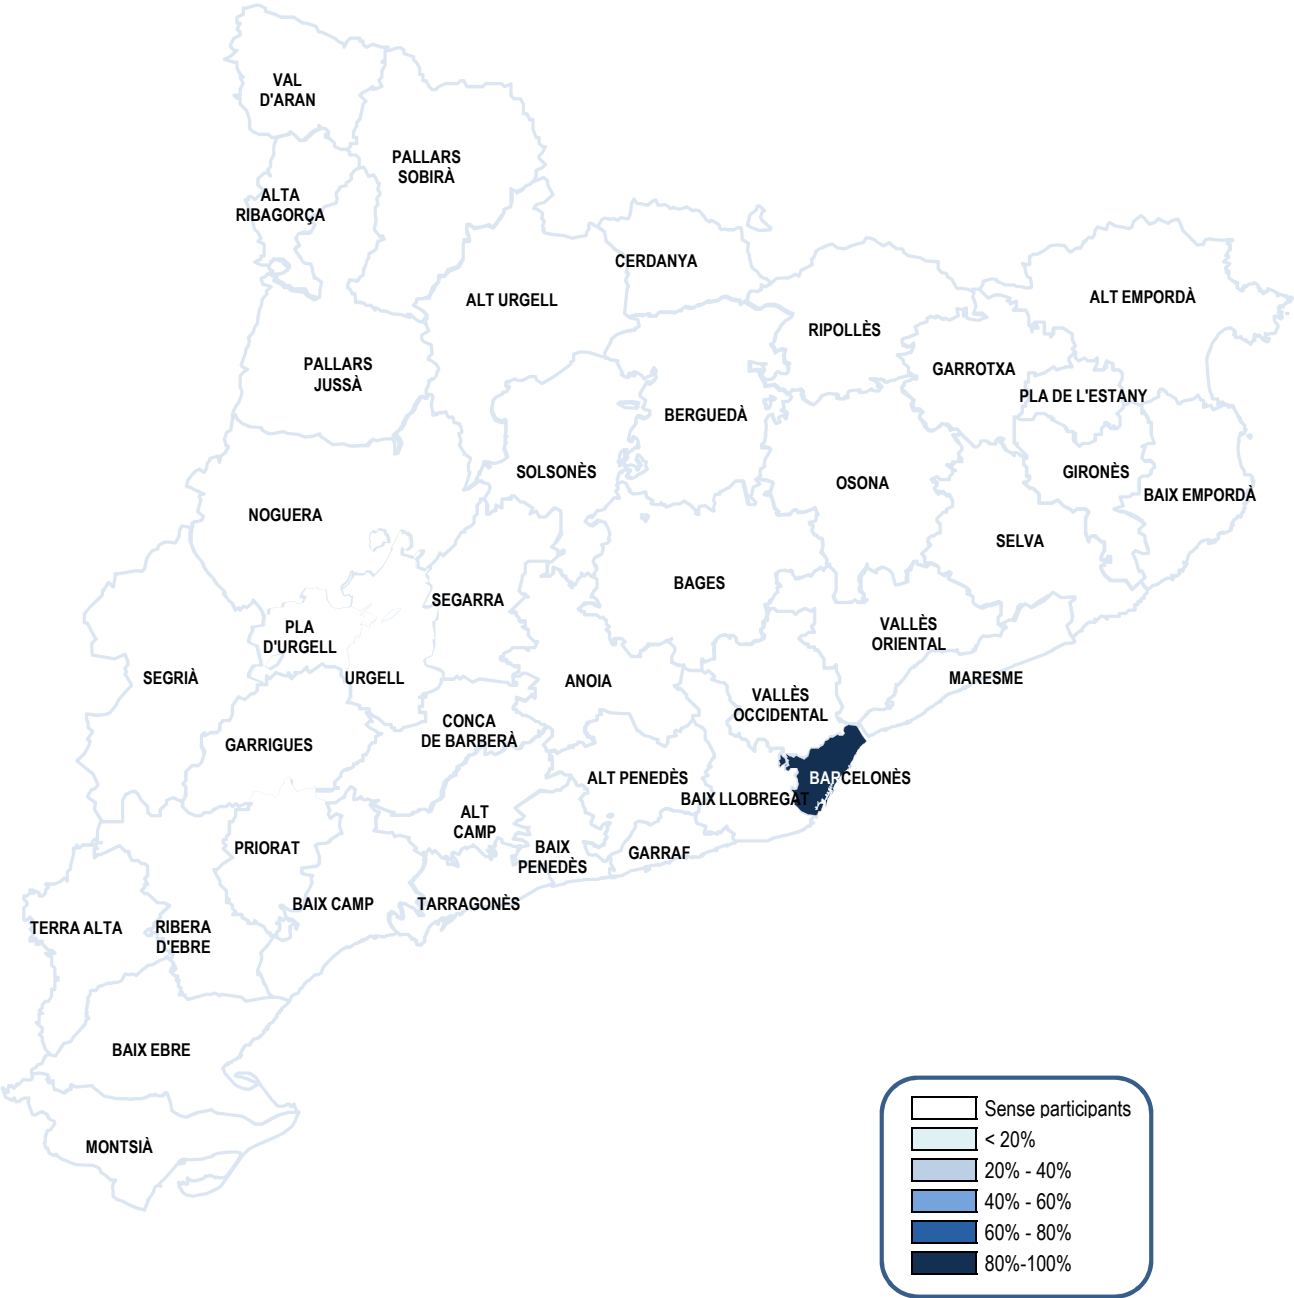 VAL
D'ARAN
PALLARS
SOBIRÀ
ALTA
RIBAGORÇA
CERDANYA
ALT URGELL
ALT EMPORDÀ
RIPOLLÈS
PALLARS
JUSSÀ
GARROTXA
PLA DE L'ESTANY
BERGUEDÀ
SOLSONÈS
GIRONÈS
OSONA
BAIX EMPORDÀ
NOGUERA
SELVA
BAGES
SEGARRA
PLA
D'URGELL
VALLÈS
ORIENTAL
SEGRIÀ
URGELL
ANOIA
MARESME
VALLÈS
OCCIDENTAL
CONCA
DE BARBERÀ
GARRIGUES
ALT PENEDÈS
BARCELONÈS
BAIX LLOBREGAT
ALT
CAMP
PRIORAT
BAIX
PENEDÈS
GARRAF
BAIX CAMP
TARRAGONÈS
TERRA ALTA
RIBERA
D'EBRE
BAIX EBRE
MONTSIÀ
Sense participants
< 20%
20% - 40%
40% - 60%
60% - 80%
80%-100%